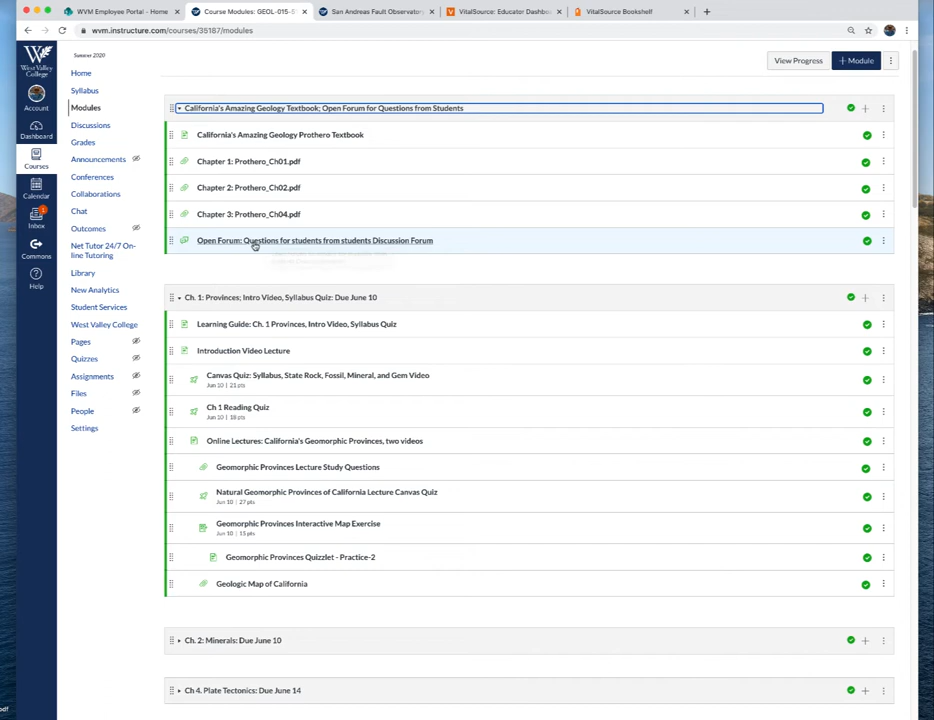 WVM Employee Portal - Home
Course Modules: GEOL-015-
San Andreas Fault Observatory
VitalSource: Educator Dashbo
VitalSource Bookshelf
wvm.instructure.com/courses/35187/modules
West Valley College
Account
Dashboard
Courses
Calendar
1
Inbox
Commons
Help
Summer 2020
Home
Syllabus
Modules
Discussions
Grades
Announcements
Conferences
Collaborations
Chat
Outcomes
Net Tutor 24/7 On-
line Tutoring
Library
New Analytics
Student Services
West Valley College
Pages
Quizzes
Assignments
Files
People
Settings
View Progress
+ Module
California's Amazing Geology Textbook; Open Forum for Questions from Students
California's Amazing Geology Prothero Textbook
Chapter 1: Prothero_Ch01.pdf
Chapter 2: Prothero_Ch02.pdf
Chapter 3: Prothero_Ch04.pdf
Open Forum: Questions for students from students Discussion Forum
Ch. 1: Provinces; Intro Video, Syllabus Quiz: Due June 10
Learning Guide: Ch. 1 Provinces, Intro Video, Syllabus Quiz
Introduction Video Lecture
Canvas Quiz: Syllabus, State Rock, Fossil, Mineral, and Gem Video
Jun 10 | 21 pts
Ch 1 Reading Quiz
Jun 10 | 18 pts
Online Lectures: California's Geomorphic Provinces, two videos
Geomorphic Provinces Lecture Study Questions
Natural Geomorphic Provinces of California Lecture Canvas Quiz
Jun 10 | 27 pts
Geomorphic Provinces Interactive Map Exercise
Jun 10 | 15 pts
Geomorphic Provinces Quizzlet - Practice-2
Geologic Map of California
Ch. 2: Minerals: Due June 10
Ch 4. Plate Tectonics: Due June 14
pdf